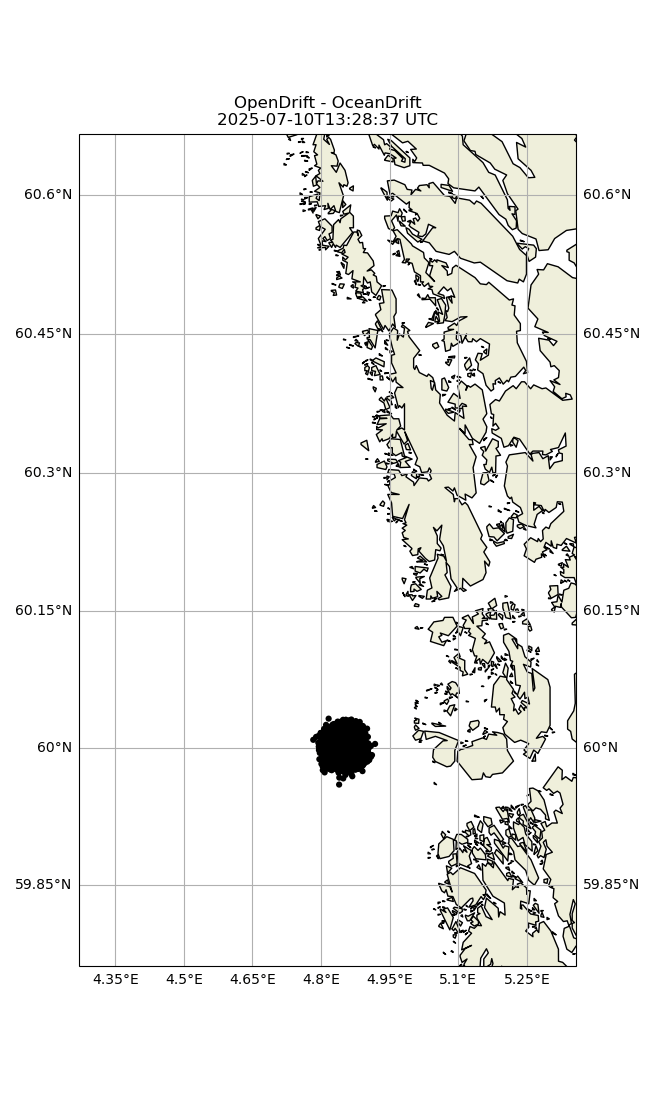 OpenDrift - OceanDrift
2025-07-10T13:28:37 UTC
60.6°N 60.6°N
60.45°N 60.45°N
60.3°N 60.3°N
60.15°N 60.15°N
60°N 60°N
59.85°N 59.85°N
4.35°E 4.5°E 4.65°E 4.8°E 4.95°E 5.1°E 5.25°E